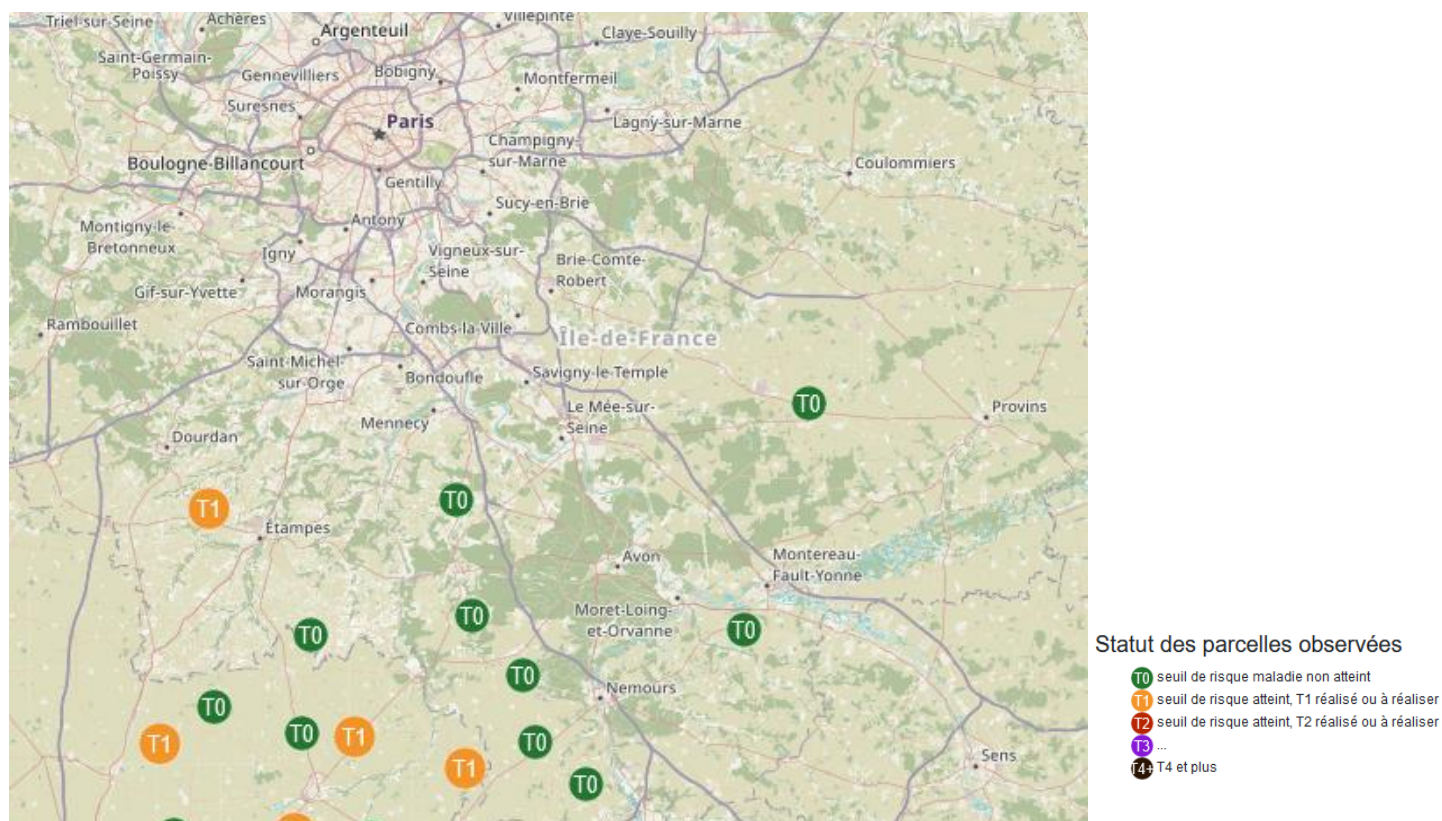 Triel-sur-Seine
Achères
Villepinte
Argenteuil
Claye-Souilly
Saint-Germain-
Poissy
Gennevilliers
Bobigny
Montfermeil
Suresnes
Paris
Lagny-sur-Marne
Champigny-
sur-Marne
Boulogne-Billancourt
Coulommiers
Gentilly
Sucy-en-Brie
Montigny-le-
Bretonneux
Antony
Igny
Vigneux-sur-
Seine
Brie-Comte-
Robert
Gif-sur-Yvette
Morangis
Rambouillet
Combs-la-Ville
Île-de-France
Saint-Michel-
sur-Orge
Bondoufle
Savigny-le-Temple
T0
Mennecy
Le Mée-sur-
Seine
Provins
Dourdan
T0
T1
Étampes
Avon
Montereau-
Fault-Yonne
T0
Moret-Loing-
et-Orvanne
T0
T0
T0
Nemours
T0
T1
T0
T1
T0
T1
T0
Sens
Statut des parcelles observées
T0 seuil de risque maladie non atteint
T1 seuil de risque atteint, T1 réalisé ou à réaliser
T2 seuil de risque atteint, T2 réalisé ou à réaliser
T3 ...
T4+ T4 et plus